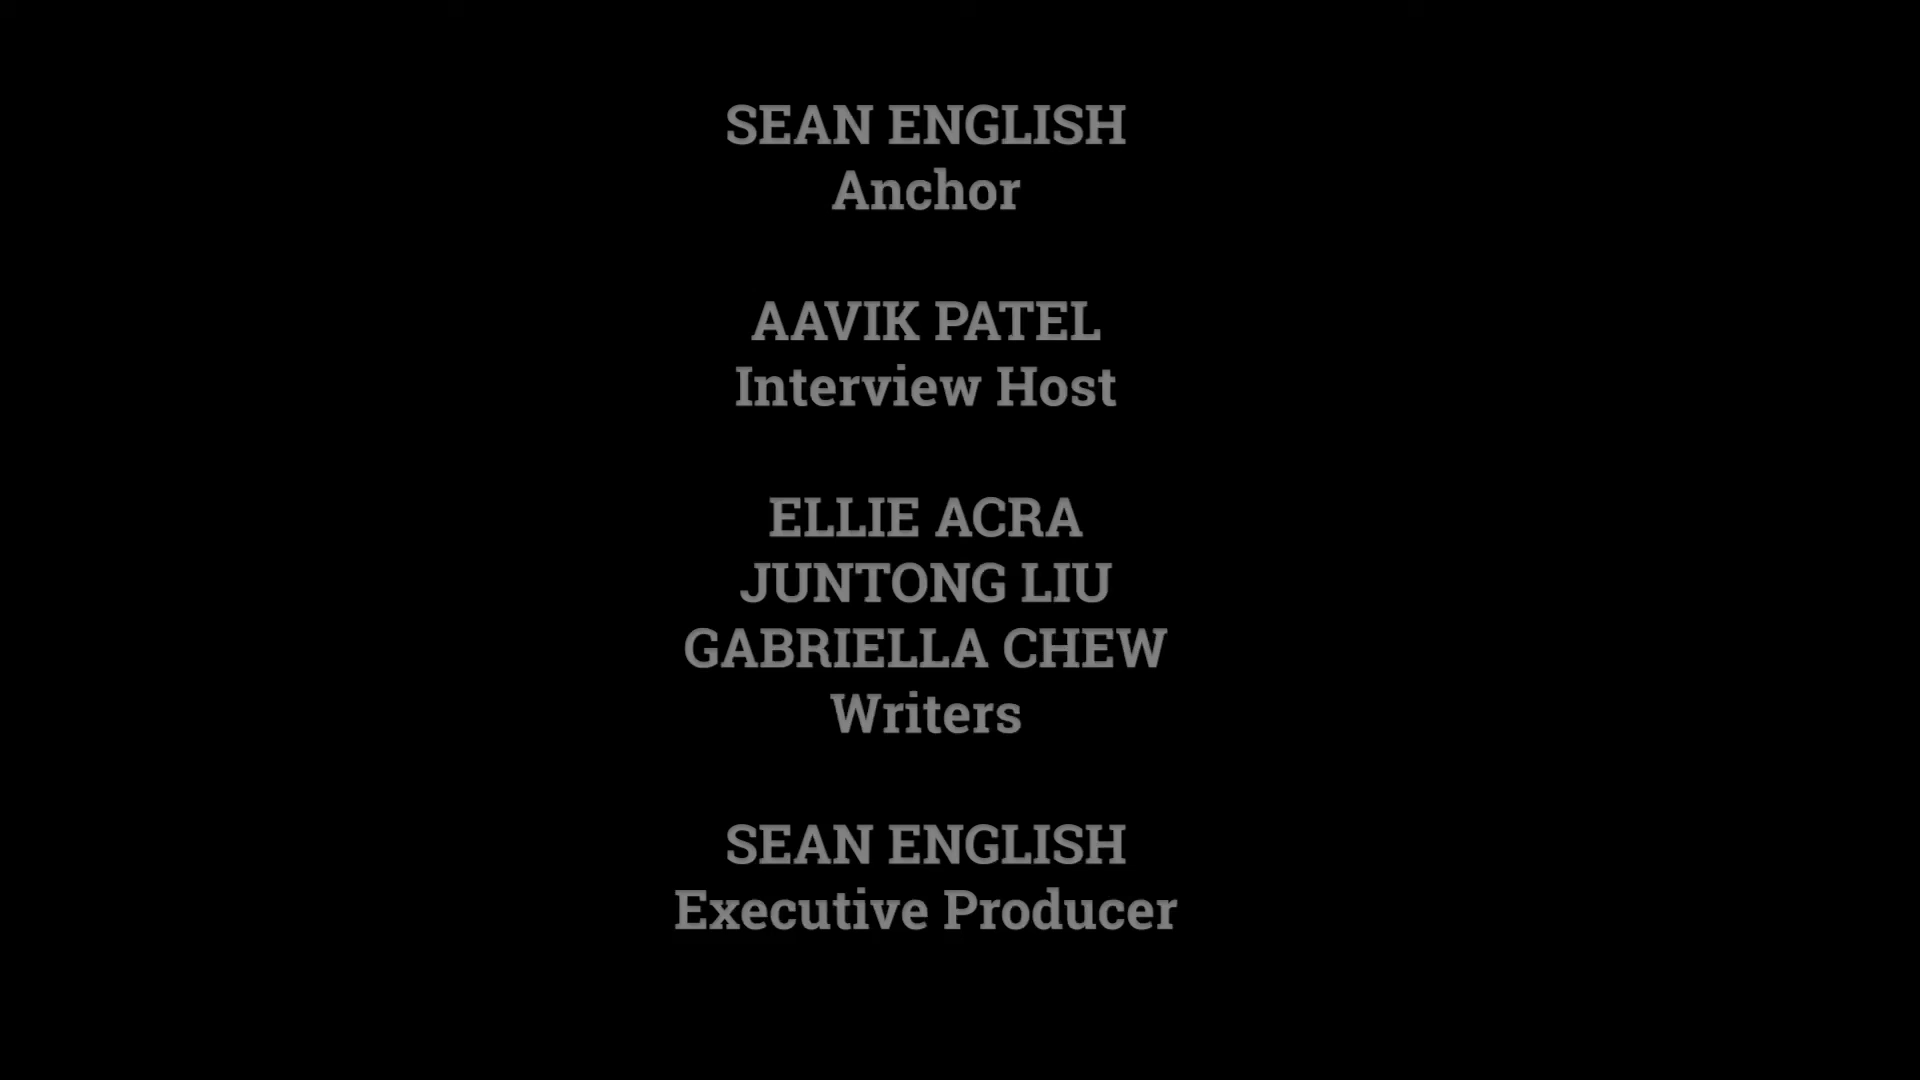 SEAN ENGLISH
Anchor
AAVIK PATEL
Interview Host
ELLIE ACRA
JUNTONG LIU
GABRIELLA CHEW
Writers
SEAN ENGLISH
Executive Producer